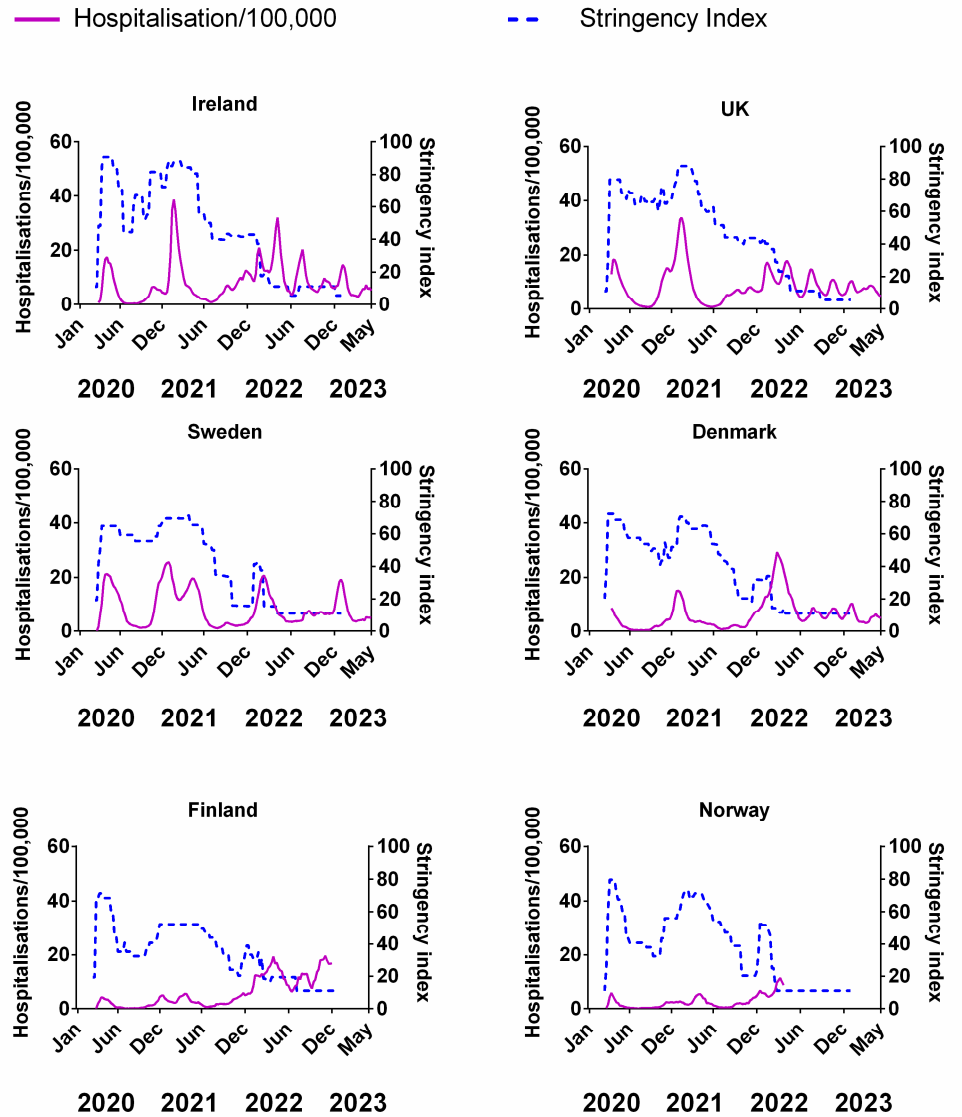 Hospitalisation/100,000 Stringency Index
Ireland
Hospitalisations/100,000
60
40
20
0
100
80
60
40
20
0
Stringency index
Jan Jun Dec Jun Dec Jun Dec May
2020 2021 2022 2023
UK
Hospitalisations/100,000
60
40
20
0
100
80
60
40
20
0
Stringency index
Jan Jun Dec Jun Dec Jun Dec May
2020 2021 2022 2023
Sweden
Hospitalisations/100,000
60
40
20
0
100
80
60
40
20
0
Stringency index
Jan Jun Dec Jun Dec Jun Dec May
2020 2021 2022 2023
Denmark
Hospitalisations/100,000
60
40
20
0
100
80
60
40
20
0
Stringency index
Jan Jun Dec Jun Dec Jun Dec May
2020 2021 2022 2023
Finland
Hospitalisations/100,000
60
40
20
0
100
80
60
40
20
0
Stringency index
Jan Jun Dec Jun Dec Jun Dec May
2020 2021 2022 2023
Norway
Hospitalisations/100,000
60
40
20
0
100
80
60
40
20
0
Stringency index
Jan Jun Dec Jun Dec Jun Dec May
2020 2021 2022 2023